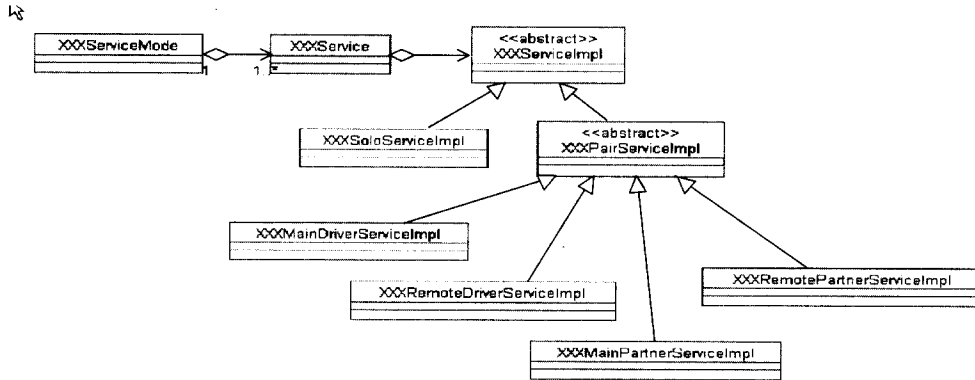 XXXServiceMode
XXXService
<<abstract>>
XXXServiceImpl
1
1..*
XXXSoloServiceImpl
<<abstract>>
XXXPairServiceImpl
XXXMainDriverServiceImpl
XXXRemoteDriverServiceImpl
XXXRemotePartnerServiceImpl
XXXMainPartnerServiceImpl